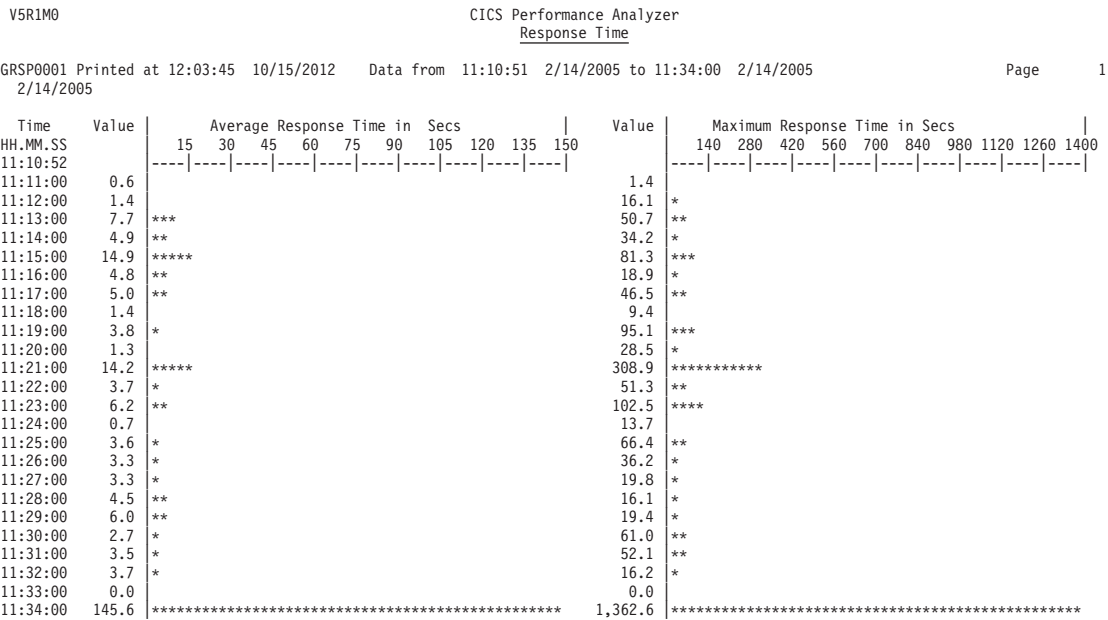 V5R1M0 CICS Performance Analyzer
Response Time
GRSP0001 Printed at 12:03:45 10/15/2012 Data from 11:10:51 2/14/2005 to 11:34:00 2/14/2005 Page 1
2/14/2005
Time Value | Average Response Time in Secs | Value | Maximum Response Time in Secs |
HH.MM.SS | 15 30 45 60 75 90 105 120 135 150 | 140 280 420 560 700 840 980 1120 1260 1400
11:10:52 |----|----|----|----|----|----|----|----|----|----| |----|----|----|----|----|----|----|----|----|----|
11:11:00 0.6 | 1.4 |
11:12:00 1.4 | 16.1 |*
11:13:00 7.7 |*** 50.7 |**
11:14:00 4.9 |** 34.2 |*
11:15:00 14.9 |***** 81.3 |***
11:16:00 4.8 |** 18.9 |*
11:17:00 5.0 |** 46.5 |**
11:18:00 1.4 | 9.4 |
11:19:00 3.8 |* 95.1 |***
11:20:00 1.3 | 28.5 |*
11:21:00 14.2 |***** 308.9 |***********
11:22:00 3.7 |* 51.3 |**
11:23:00 6.2 |** 102.5 |****
11:24:00 0.7 | 13.7 |
11:25:00 3.6 |* 66.4 |**
11:26:00 3.3 |* 36.2 |*
11:27:00 3.3 |* 19.8 |*
11:28:00 4.5 |** 16.1 |*
11:29:00 6.0 |** 19.4 |*
11:30:00 2.7 |* 61.0 |**
11:31:00 3.5 |* 52.1 |**
11:32:00 3.7 |* 16.2 |*
11:33:00 0.0 | 0.0 |
11:34:00 145.6 |************************************************* 1,362.6 |*************************************************